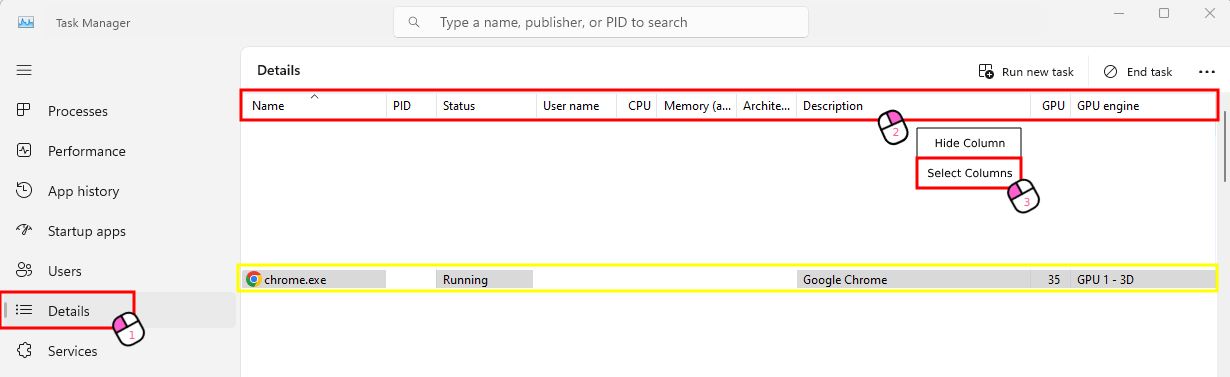 Task Manager
Type a name, publisher, or PID to search
Details
Run new task
End task
Processes
Performance
App history
Startup apps
Users
Details
Services
Name PID Status User name CPU Memory (a... Archite... Description GPU GPU engine
2
Hide Column
Select Columns
3
chrome.exe Running Google Chrome 35 GPU 1 - 3D
1